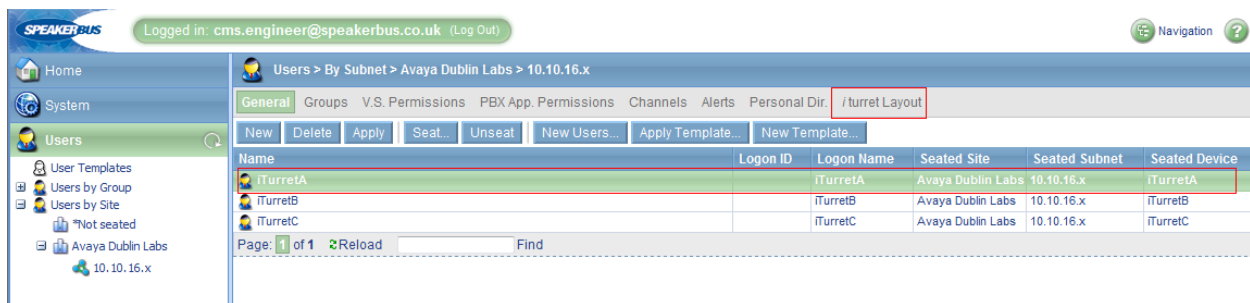 SPEAKERBUS
Logged in: cms.engineer@speakerbus.co.uk (Log Out)
Navigation ?
Home
System
Users
User Templates
Users by Group
Users by Site
*Not seated
Avaya Dublin Labs
10.10.16.x
Users > By Subnet > Avaya Dublin Labs > 10.10.16.x
General Groups V.S. Permissions PBX App. Permissions Channels Alerts Personal Dir. i turret Layout
New Delete Apply Seat... Unseat New Users... Apply Template... New Template...
Name Logon ID Logon Name Seated Site Seated Subnet Seated Device
iTurretA iTurretA Avaya Dublin Labs 10.10.16.x iTurretA
iTurretB iTurretB Avaya Dublin Labs 10.10.16.x iTurretB
iTurretC iTurretC Avaya Dublin Labs 10.10.16.x iTurretC
Page: 1 of 1 Reload Find